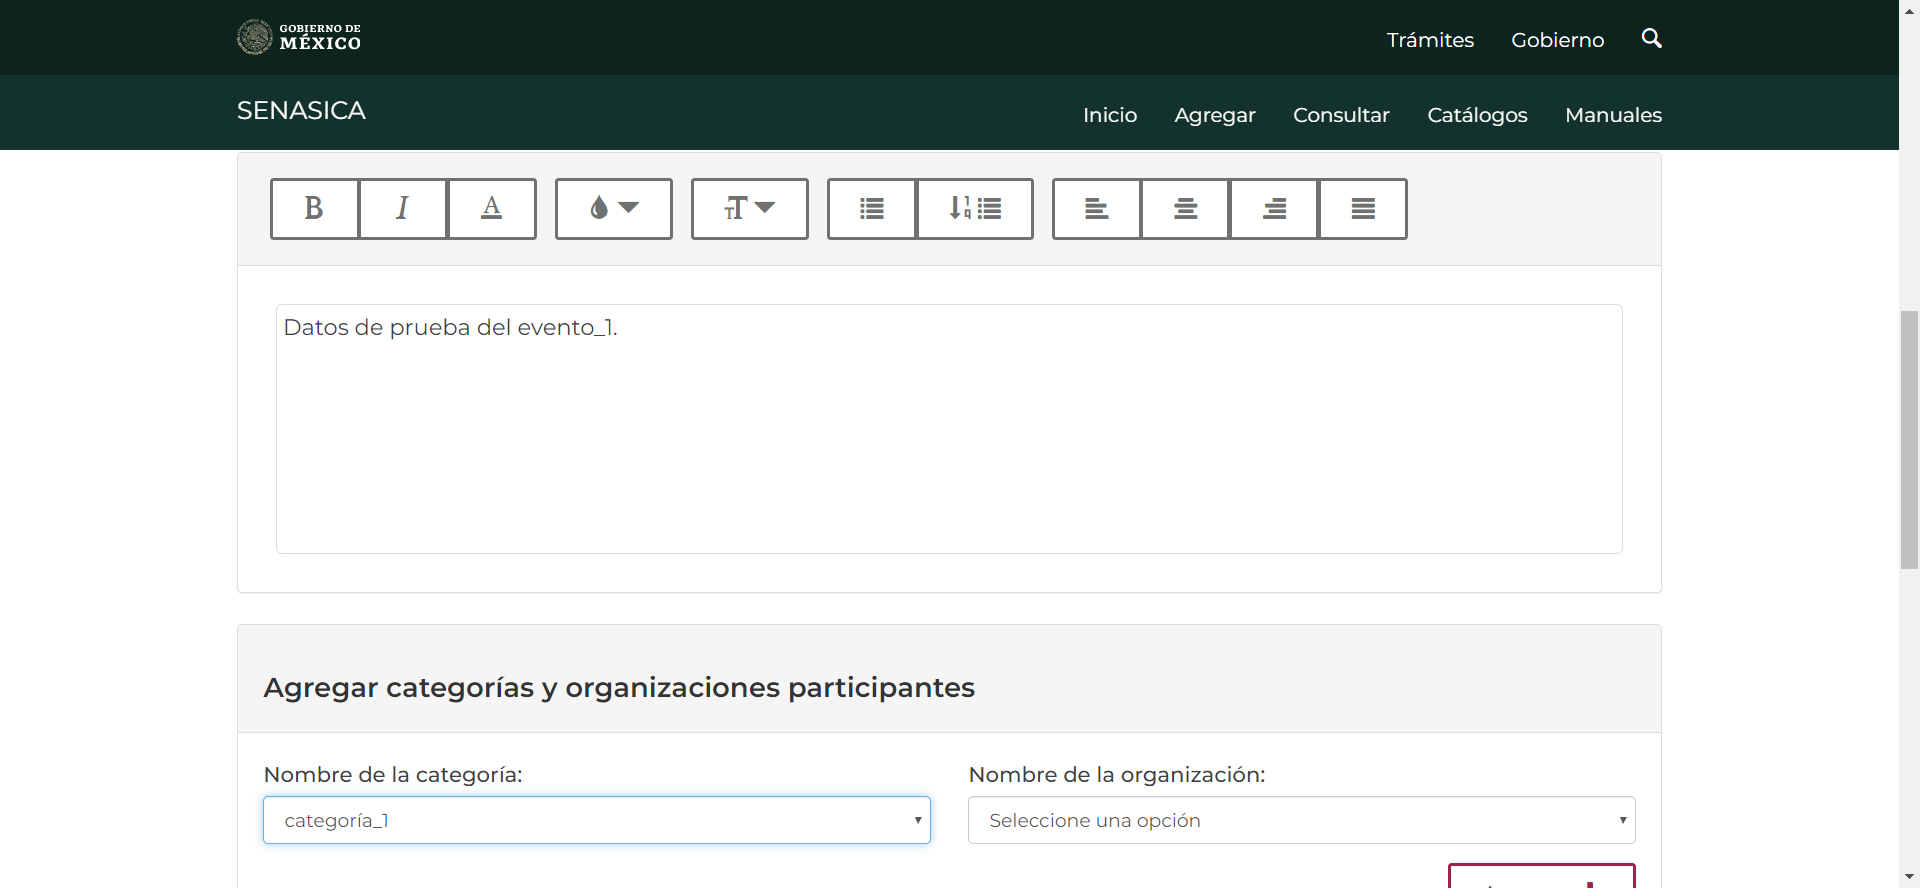 GOBIERNO DE
MÉXICO
Trámites Gobierno
SENASICA
Inicio Agregar Consultar Catálogos Manuales
Datos de prueba del evento_1.
Agregar categorías y organizaciones participantes
Nombre de la categoría: Nombre de la organización:
categoría_1 Seleccione una opción